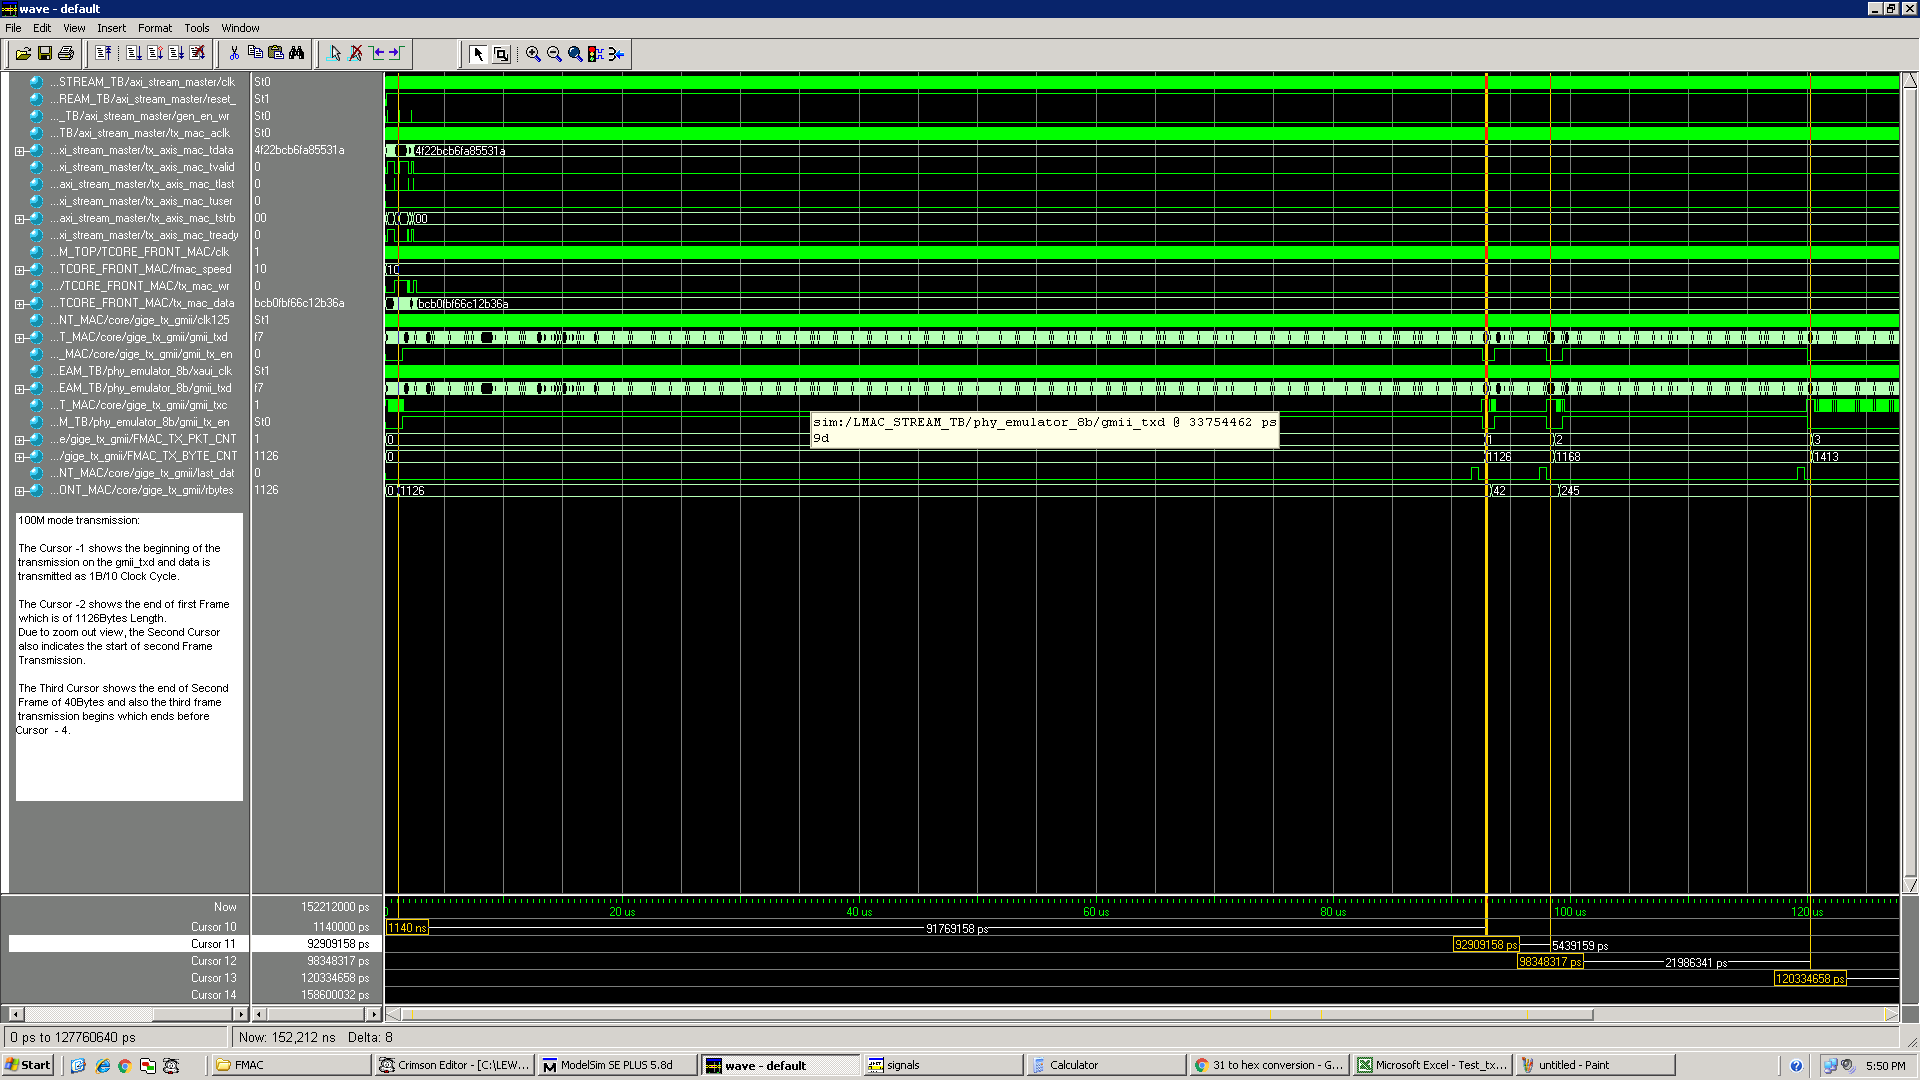 wave - default
File Edit View Insert Format Tools Window
...STREAM_TB/axi_stream_master/clk St0
...REAM_TB/axi_stream_master/reset_ St1
..._TB/axi_stream_master/gen_en_wr St0
...TB/axi_stream_master/tx_mac_aclk St0
...xi_stream_master/tx_axis_mac_tdata 4f22bcb6fa85531a 4f22bcb6fa85531a
...xi_stream_master/tx_axis_mac_tvalid 0
...axi_stream_master/tx_axis_mac_tlast 0
...xi_stream_master/tx_axis_mac_tuser 0
...axi_stream_master/tx_axis_mac_tstrb 00 00
...xi_stream_master/tx_axis_mac_tready 0
...M_TOP/TCORE_FRONT_MAC/clk 1
...TCORE_FRONT_MAC/fmac_speed 10 10
.../TCORE_FRONT_MAC/tx_mac_wr 0
...TCORE_FRONT_MAC/tx_mac_data bcb0fbf66c12b36a bcb0fbf66c12b36a
...NT_MAC/core/gige_tx_gmii/clk125 St1
...T_MAC/core/gige_tx_gmii/gmii_txd f7
..._MAC/core/gige_tx_gmii/gmii_tx_en 0
...EAM_TB/phy_emulator_8b/xaui_clk St1
...EAM_TB/phy_emulator_8b/gmii_txd f7
...T_MAC/core/gige_tx_gmii/gmii_txc 1
...M_TB/phy_emulator_8b/gmii_tx_en St0
...e/gige_tx_gmii/FMAC_TX_PKT_CNT 1 0 1 2 3
.../gige_tx_gmii/FMAC_TX_BYTE_CNT 1126 0 1126 1168 1413
...NT_MAC/core/gige_tx_gmii/last_dat 0
...ONT_MAC/core/gige_tx_gmii/rbytes 1126 0 1126 42 245
sim:/LMAC_STREAM_TB/phy_emulator_8b/gmii_txd @ 33754462 ps
9d
100M mode transmission:
The Cursor -1 shows the beginning of the
transmission on the gmii_txd and data is
transmitted as 1B/10 Clock Cycle.
The Cursor -2 shows the end of first Frame
which is of 1126Bytes Length.
Due to zoom out view, the Second Cursor
also indicates the start of second Frame
Transmission.
The Third Cursor shows the end of Second
Frame of 40Bytes and also the third frame
transmission begins which ends before
Cursor - 4.
Now 152212000 ps 20 us 40 us 60 us 80 us 100 us 120 us
Cursor 10 1140000 ps 1140 ns 91769158 ps
Cursor 11 92909158 ps 92909158 ps 5439159 ps
Cursor 12 98348317 ps 98348317 ps 21986341 ps
Cursor 13 120334658 ps 120334658 ps
Cursor 14 158600032 ps
0 ps to 127760640 ps Now: 152,212 ns Delta: 8
Start FMAC Crimson Editor - [C:\LEW... ModelSim SE PLUS 5.8d wave - default signals Calculator 31 to hex conversion - G... Microsoft Excel - Test_tx... untitled - Paint 5:50 PM